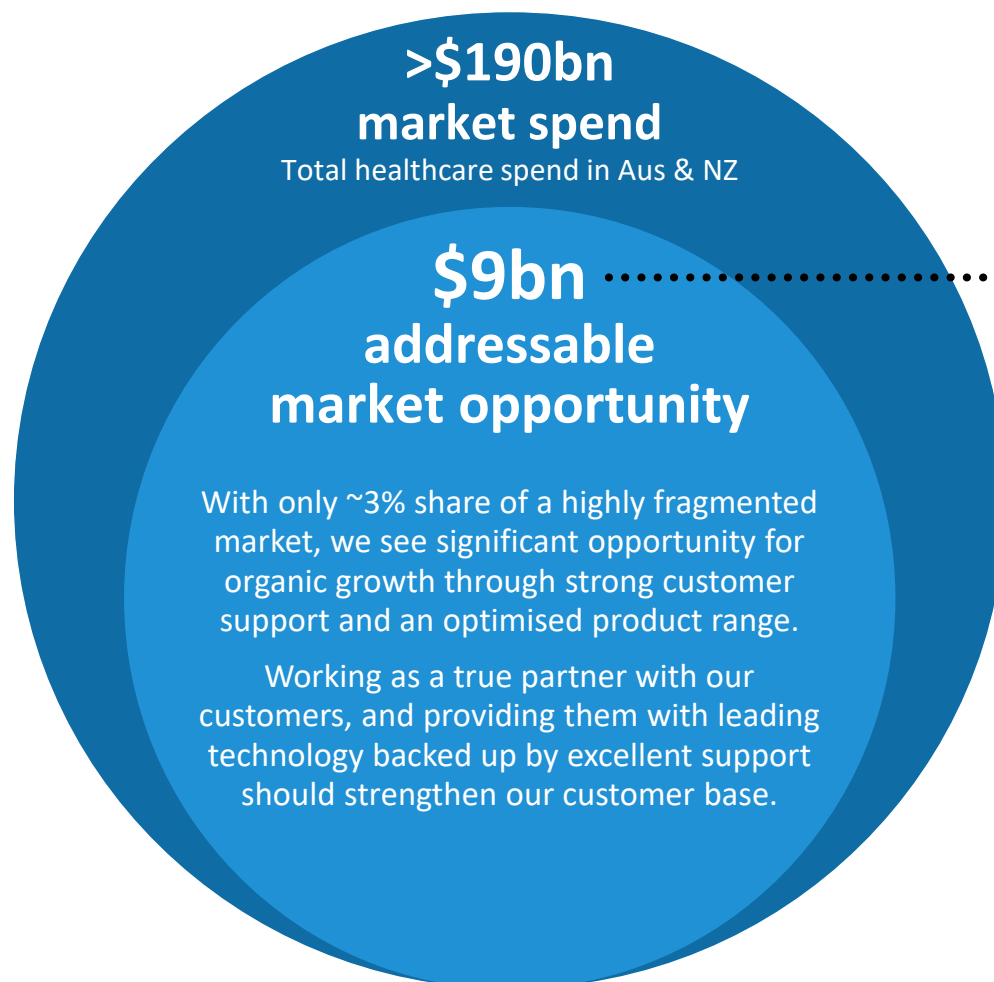 >$190bn
market spend
Total healthcare spend in Aus & NZ
$9bn
addressable
market opportunity
With only ~3% share of a highly fragmented
market, we see significant opportunity for
organic growth through strong customer
support and an optimised product range.
Working as a true partner with our
customers, and providing them with leading
technology backed up by excellent support
should strengthen our customer base.